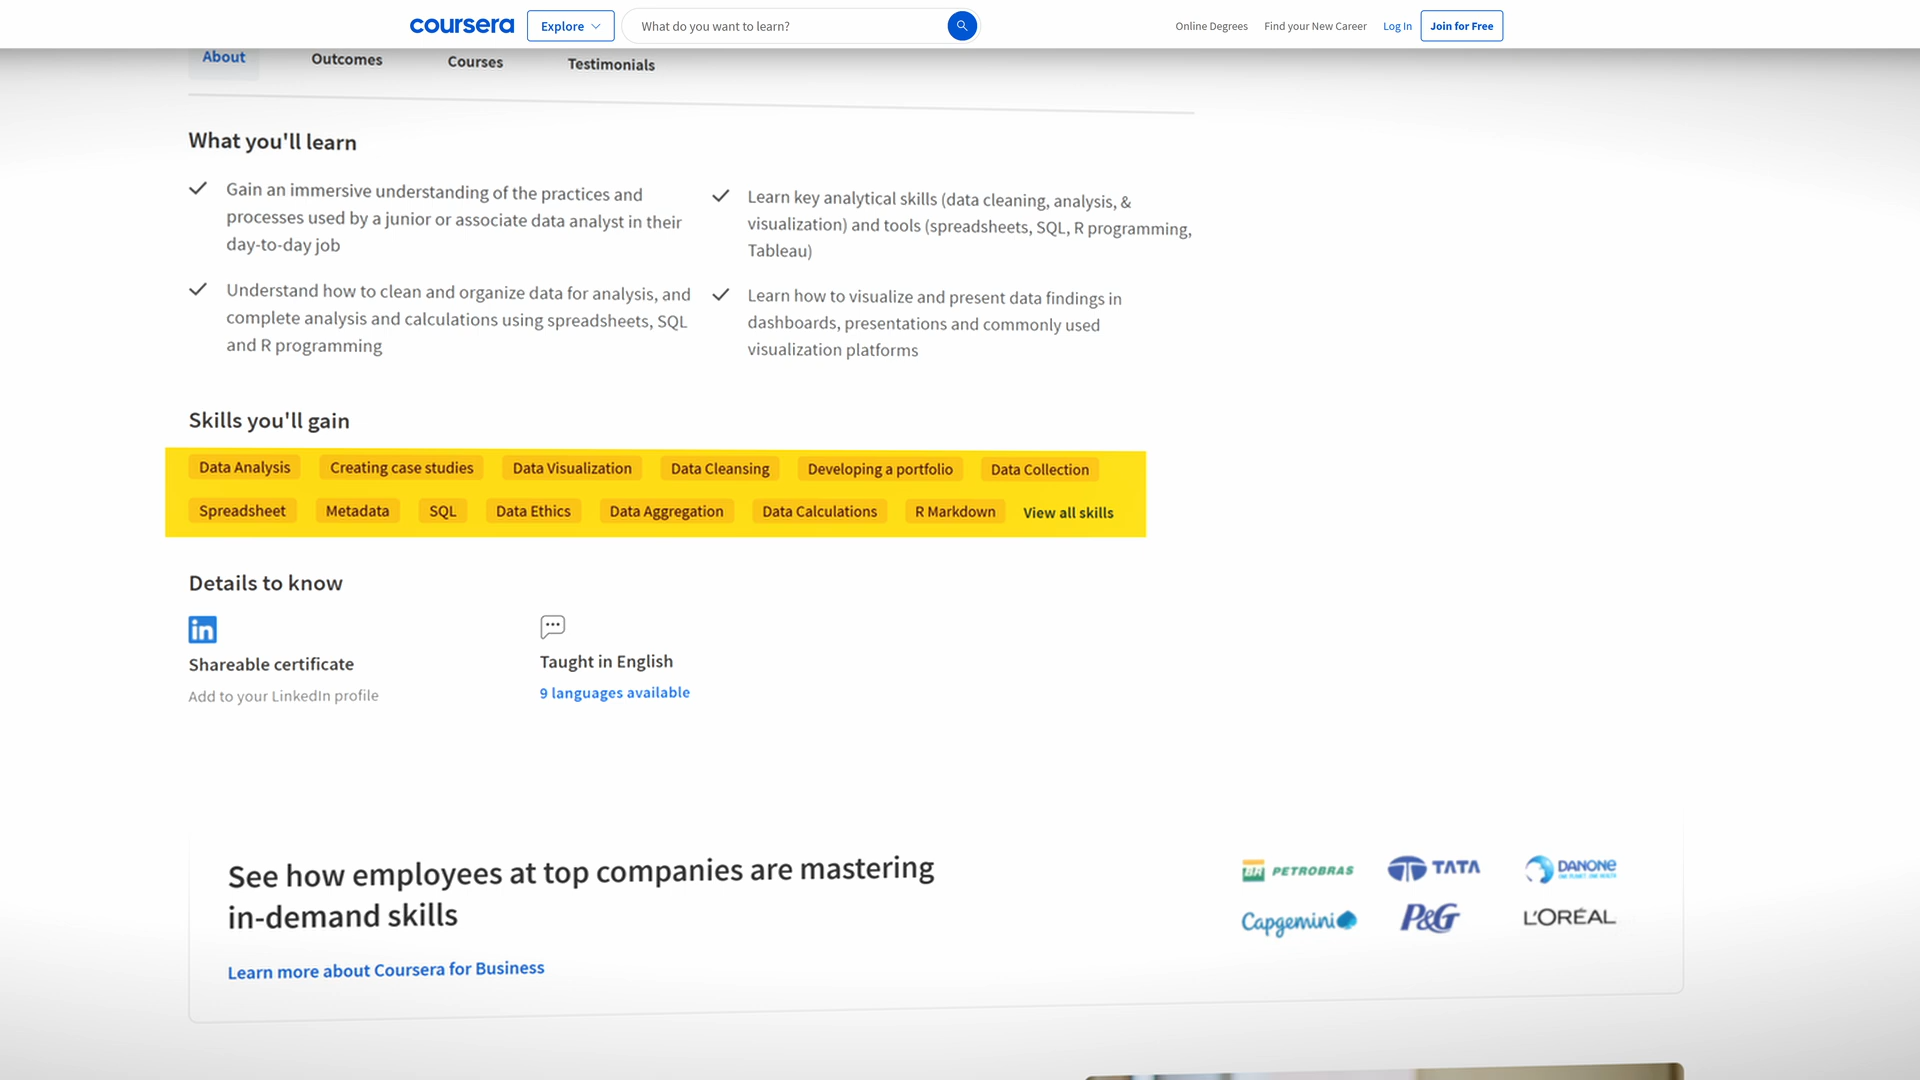 coursera Explore What do you want to learn? Online Degrees Find your New Career Log In Join for Free
About Outcomes Courses Testimonials
What you'll learn
Gain an immersive understanding of the practices and
processes used by a junior or associate data analyst in their
day-to-day job
Learn key analytical skills (data cleaning, analysis, &
visualization) and tools (spreadsheets, SQL, R programming,
Tableau)
Understand how to clean and organize data for analysis, and
complete analysis and calculations using spreadsheets, SQL
and R programming
Learn how to visualize and present data findings in
dashboards, presentations and commonly used
visualization platforms
Skills you'll gain
Data Analysis Creating case studies Data Visualization Data Cleansing Developing a portfolio Data Collection
Spreadsheet Metadata SQL Data Ethics Data Aggregation Data Calculations R Markdown View all skills
Details to know
in
Shareable certificate
Add to your LinkedIn profile
Taught in English
9 languages available
See how employees at top companies are mastering
in-demand skills
Learn more about Coursera for Business
BR PETROBRAS TATA DANONE
ONE PLANET. ONE HEALTH
Capgemini P&G L'ORÉAL